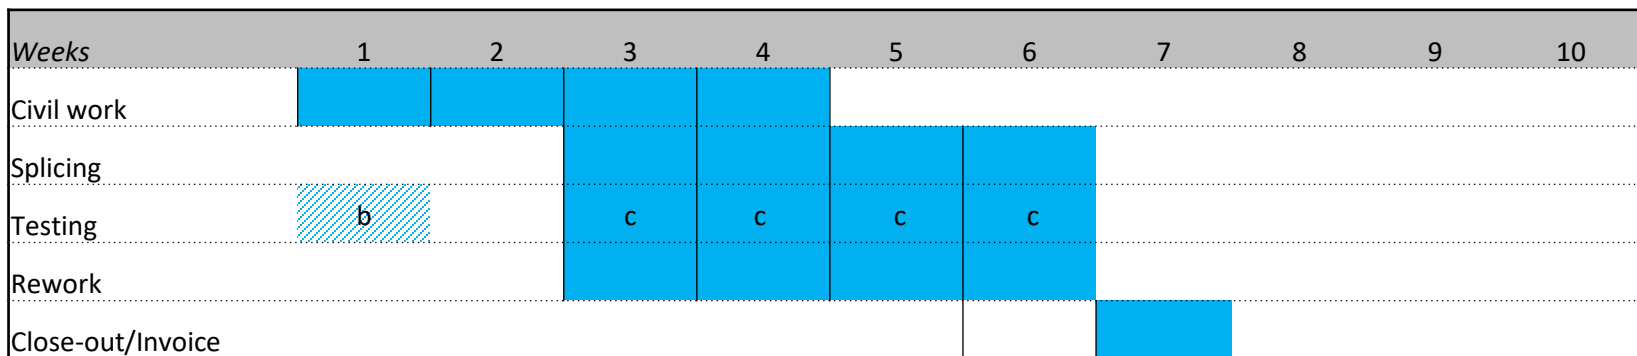 Weeks 1 2 3 4 5 6 7 8 9 10
Civil work
Splicing
Testing b c c c c
Rework
Close-out/Invoice